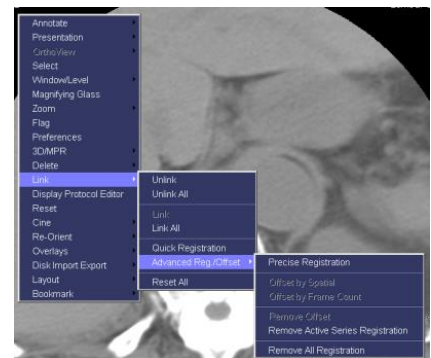 Annotate
Presentation
OrthoView
Select
Window/Level
Magnifying Glass
Zoom
Flag
Preferences
3D/MPR
Delete
Link
Display Protocol Editor
Reset
Cine
Re-Orient
Overlays
Disk Import Export
Layout
Bookmark
Unlink
Unlink All
Link
Link All
Quick Registration
Advanced Reg./Offset
Reset All
Precise Registration
Offset by Spatial
Offset by Frame Count
Remove Offset
Remove Active Series Registration
Remove All Registration